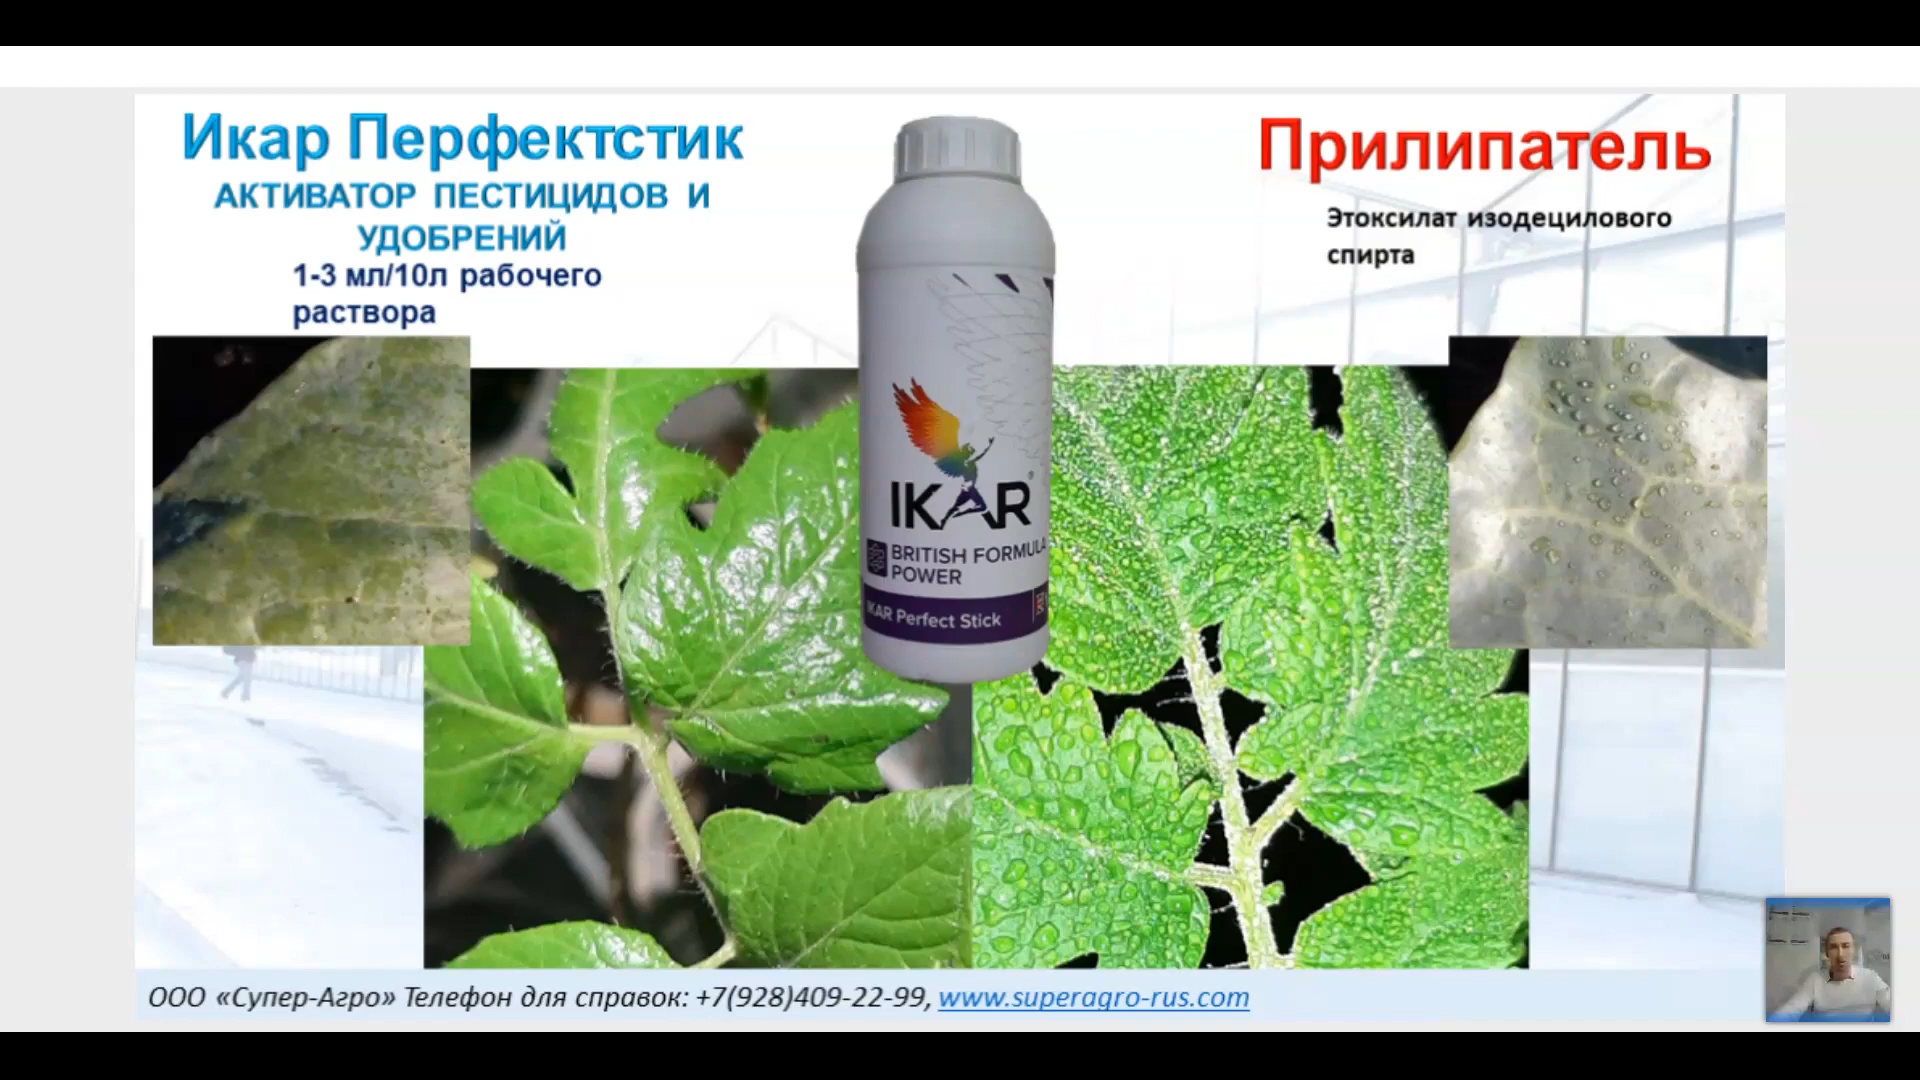 Икар Перфектстик
АКТИВАТОР ПЕСТИЦИДОВ И
УДОБРЕНИЙ
1-3 мл/10л рабочего
раствора
Прилипатель
Этоксилат изодецилового
спирта
IKAR
BRITISH FORMULA
POWER
IKAR Perfect Stick
ООО «Супер-Агро» Телефон для справок: +7(928)409-22-99, www.superagro-rus.com